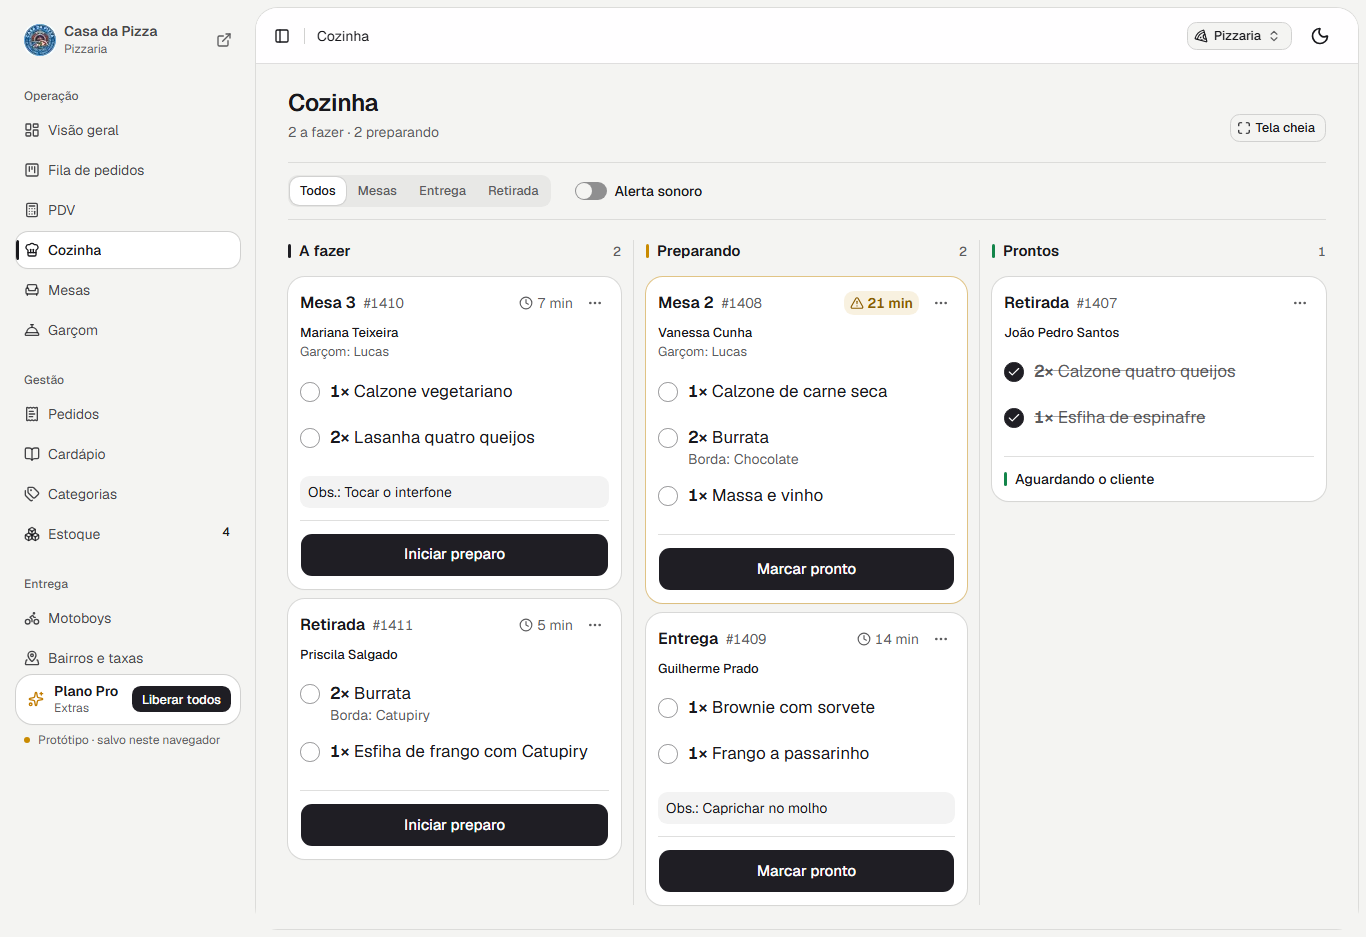 Casa da Pizza
Pizzaria
Operação
Visão geral
Fila de pedidos
PDV
Cozinha
Mesas
Garçom
Gestão
Pedidos
Cardápio
Categorias
Estoque 4
Entrega
Motoboys
Bairros e taxas
Plano Pro
Extras
Liberar todos
Protótipo · salvo neste navegador
Cozinha
Pizzaria
Cozinha
2 a fazer · 2 preparando
Tela cheia
Todos Mesas Entrega Retirada
Alerta sonoro
A fazer 2
Mesa 3 #1410 7 min
Mariana Teixeira
Garçom: Lucas
1× Calzone vegetariano
2× Lasanha quatro queijos
Obs.: Tocar o interfone
Iniciar preparo
Retirada #1411 5 min
Priscila Salgado
2× Burrata
Borda: Catupiry
1× Esfiha de frango com Catupiry
Iniciar preparo
Preparando 2
Mesa 2 #1408 21 min
Vanessa Cunha
Garçom: Lucas
1× Calzone de carne seca
2× Burrata
Borda: Chocolate
1× Massa e vinho
Marcar pronto
Entrega #1409 14 min
Guilherme Prado
1× Brownie com sorvete
1× Frango a passarinho
Obs.: Caprichar no molho
Marcar pronto
Prontos 1
Retirada #1407
João Pedro Santos
2× Calzone quatro queijos
1× Esfiha de espinafre
Aguardando o cliente